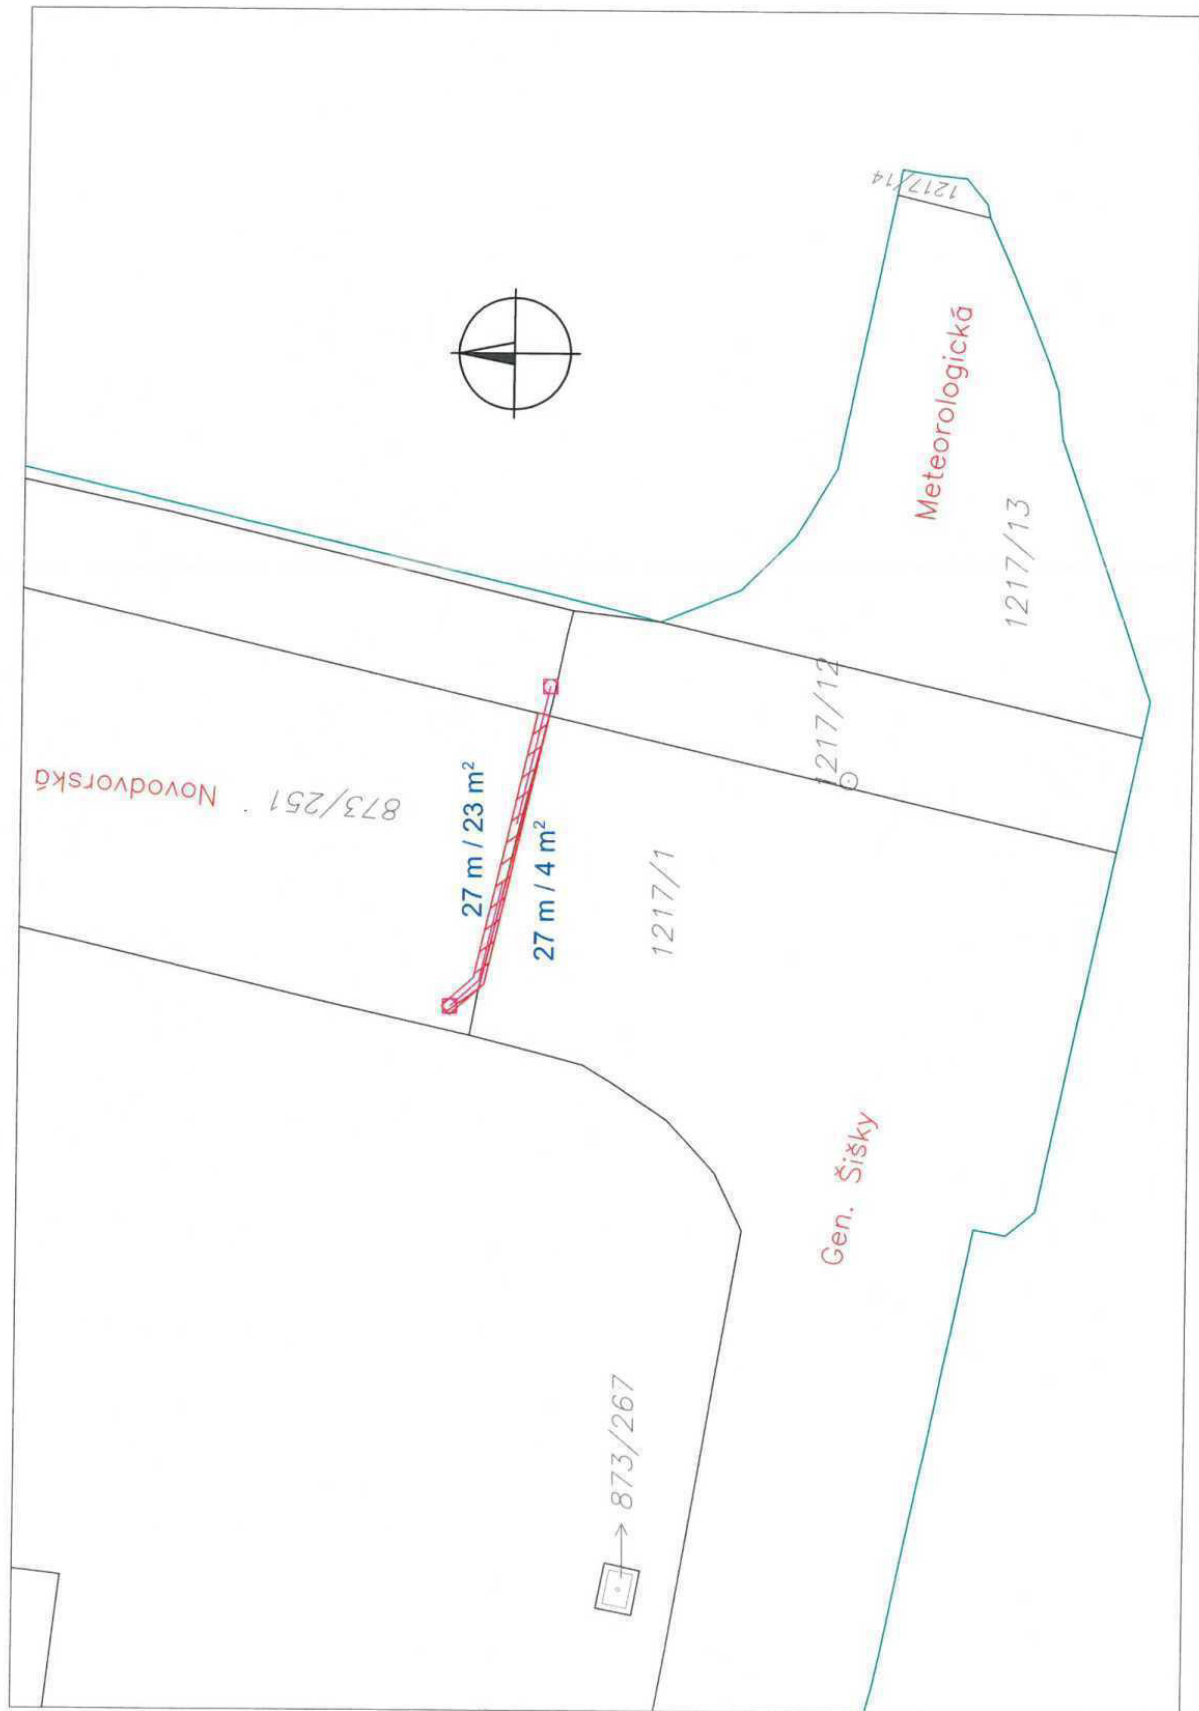 1217/14
Meteorologická
1217/13
1217/12
Novodvorská
873/251
27 m / 23 m²
27 m / 4 m²
1217/1
Gen. Šišky
873/267